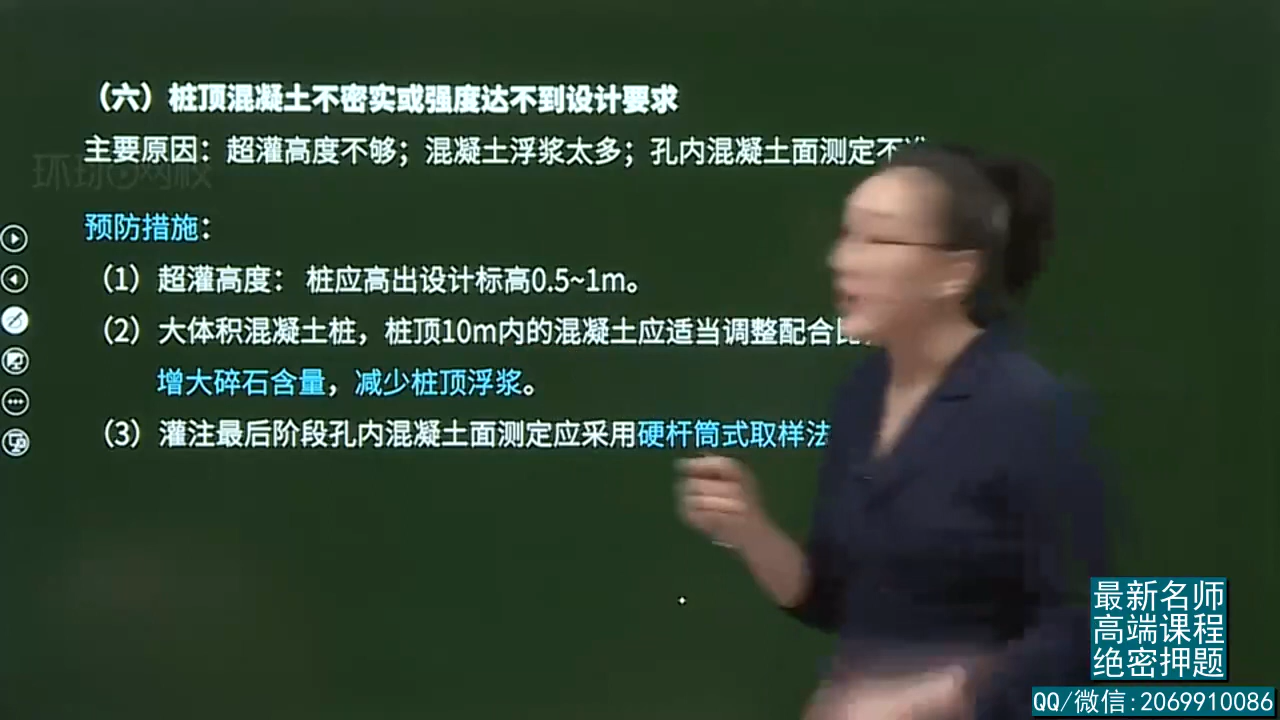 （六）桩顶混凝土不密实或强度达不到设计要求
主要原因：超灌高度不够；混凝土浮浆太多；孔内混凝土面测定不
环球网校
预防措施：
（1）超灌高度： 桩应高出设计标高0.5~1m。
（2）大体积混凝土桩，桩顶10m内的混凝土应适当调整配合
增大碎石含量，减少桩顶浮浆。
（3）灌注最后阶段孔内混凝土面测定应采用硬杆筒式取样法
最新名师
高端课程
绝密押题
QQ/微信:2069910086